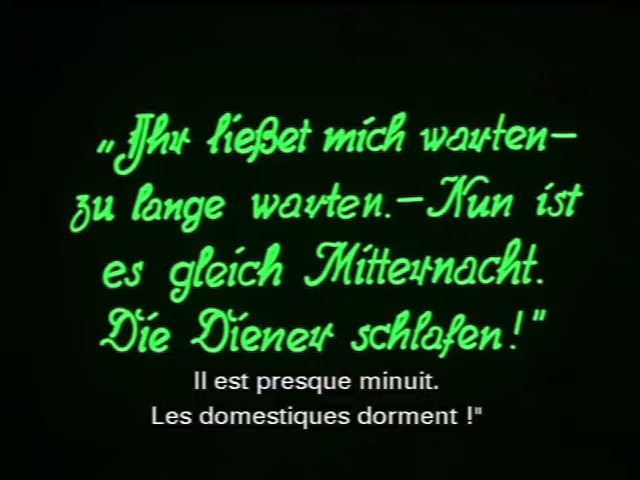 „Ihr ließet mich warten—
zu lange warten.—Nun ist
es gleich Mitternacht.
Die Diener schlafen!"
Il est presque minuit.
Les domestiques dorment !"